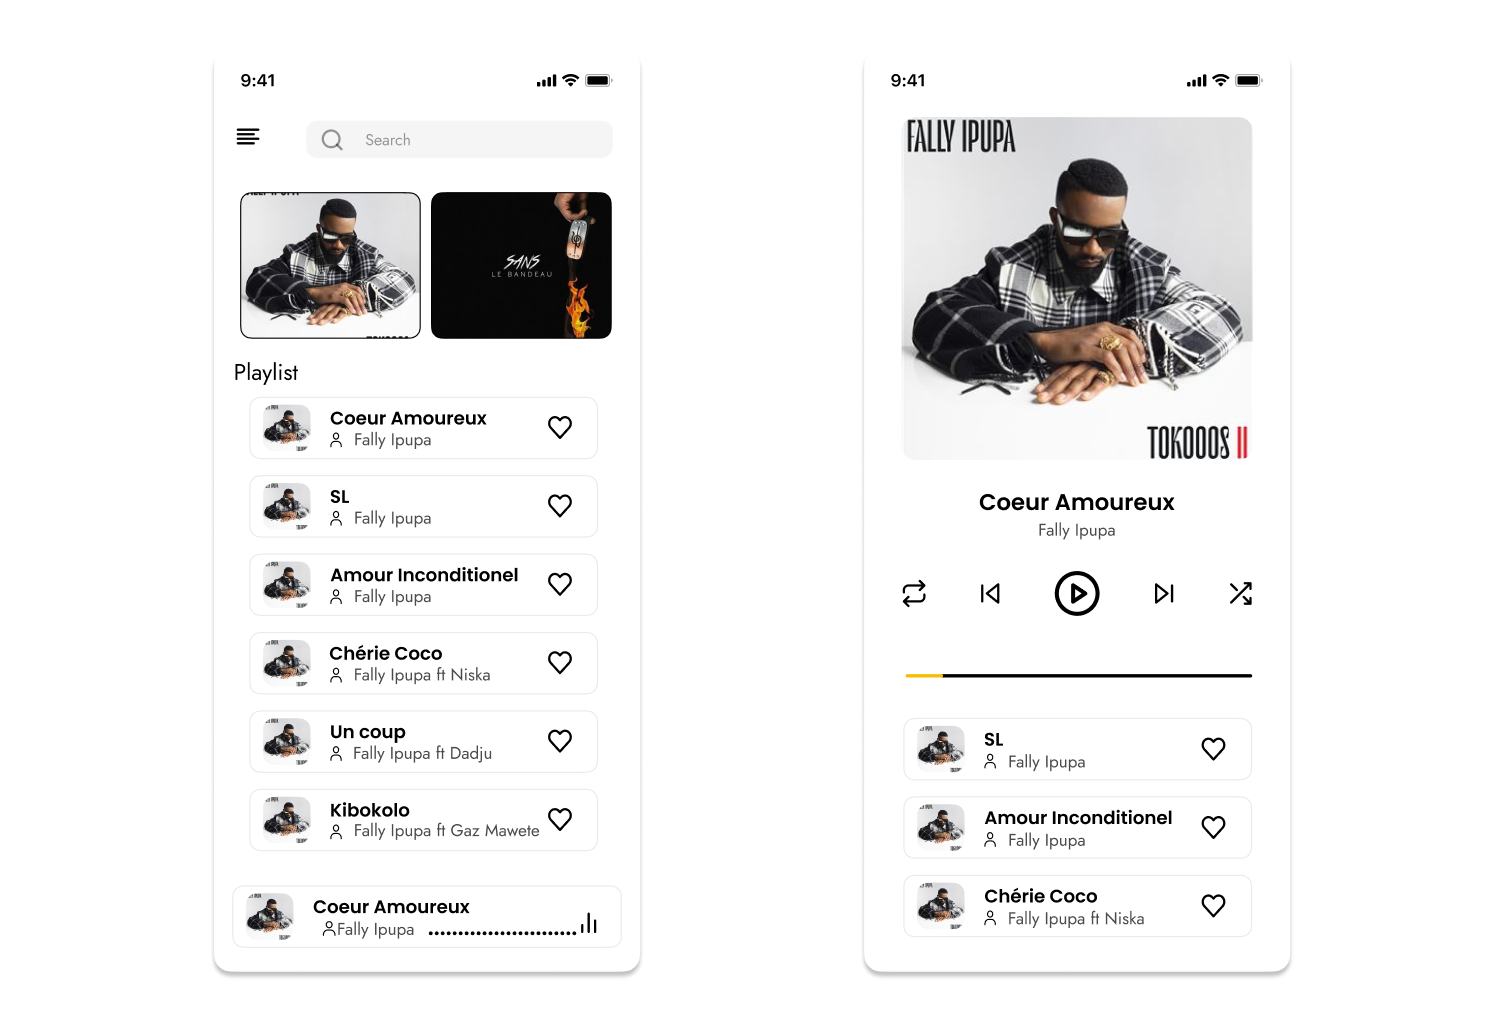 9:41
Search
SANS
LE BANDEAU
Playlist
Coeur Amoureux
Fally Ipupa
SL
Fally Ipupa
Amour Inconditionel
Fally Ipupa
Chérie Coco
Fally Ipupa ft Niska
Un coup
Fally Ipupa ft Dadju
Kibokolo
Fally Ipupa ft Gaz Mawete
Coeur Amoureux
Fally Ipupa
9:41
FALLY IPUPA
TOKOOOS II
Coeur Amoureux
Fally Ipupa
SL
Fally Ipupa
Amour Inconditionel
Fally Ipupa
Chérie Coco
Fally Ipupa ft Niska